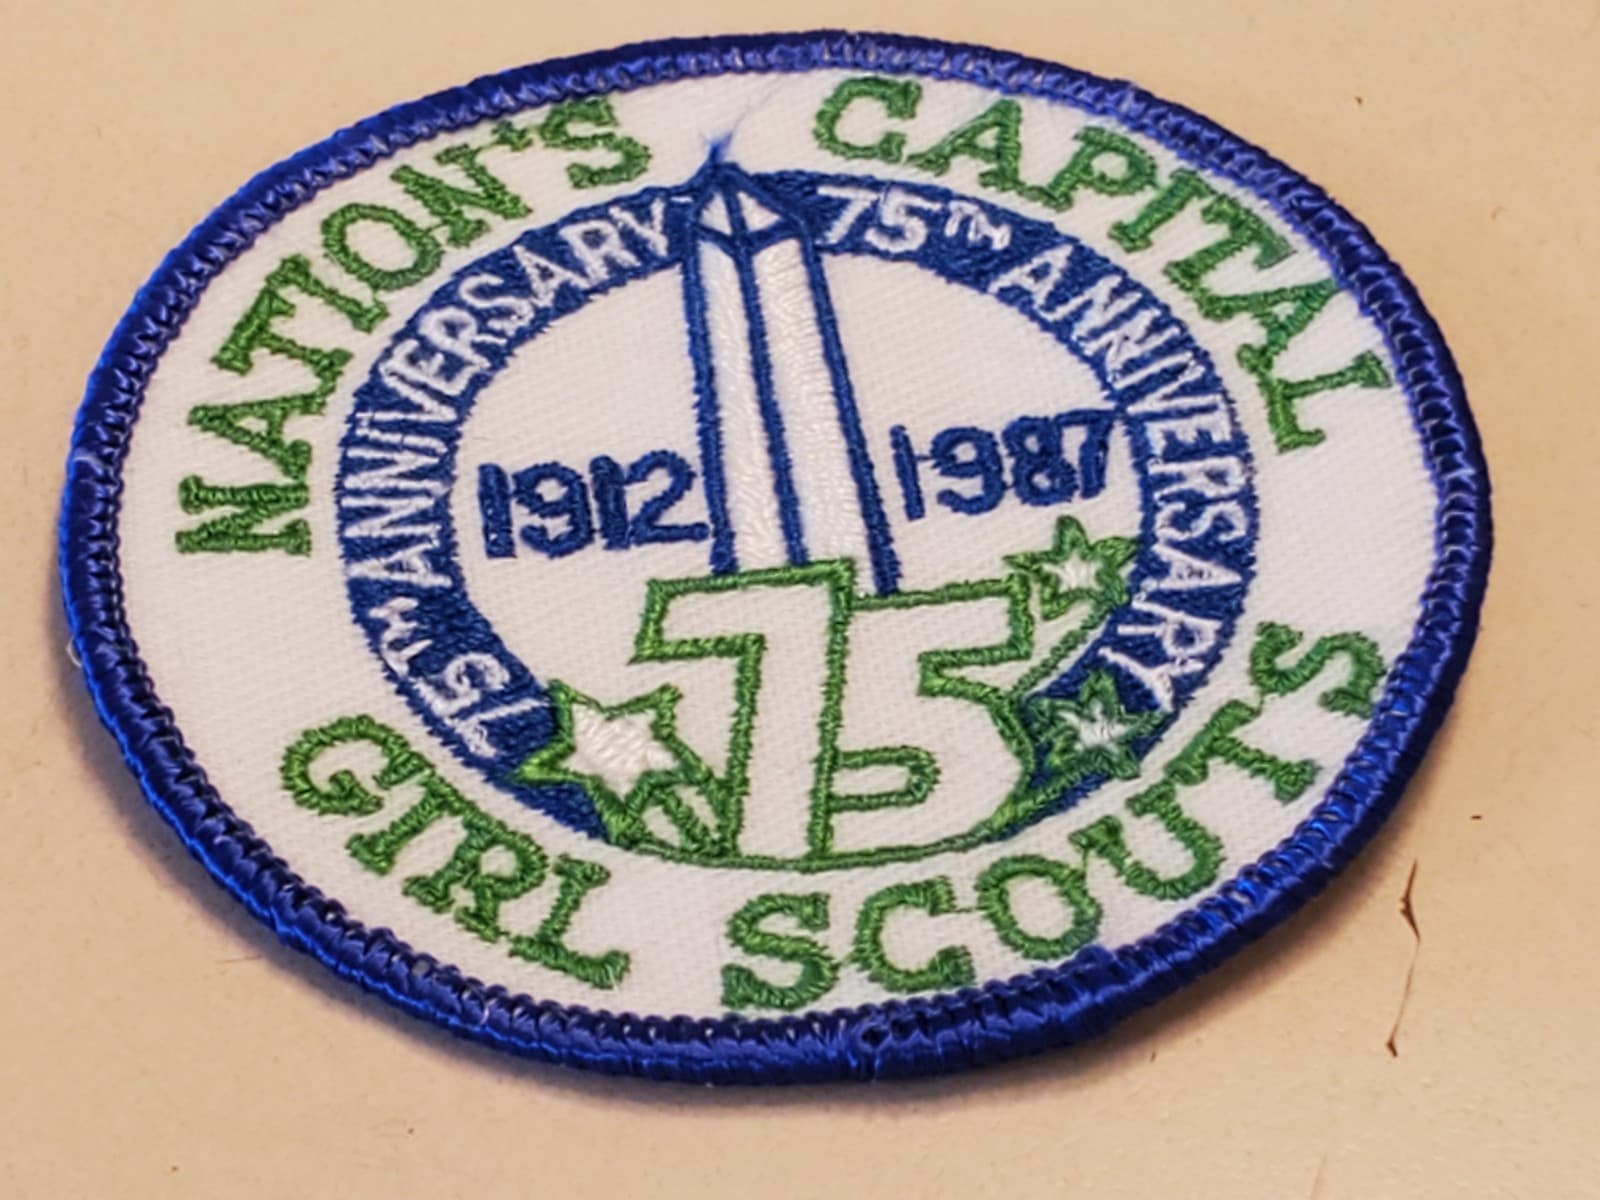 NATION'S CAPITAL
75TH ANNIVERSARY 75TH ANNIVERSARY
1912 1987
75
GIRL SCOUTS